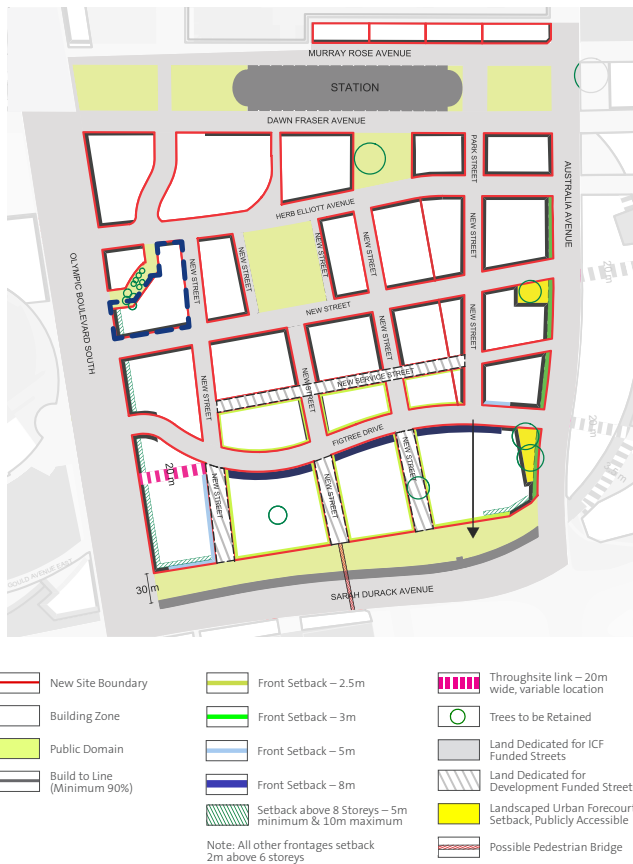 MURRAY ROSE AVENUE
STATION
DAWN FRASER AVENUE
PARK STREET
AUSTRALIA AVENUE
HERB ELLIOTT AVENUE
NEW STREET
NEW STREET
NEW STREET
NEW STREET
NEW STREET
20m
OLYMPIC BOULEVARD SOUTH
NEW STREET
NEW STREET
NEW STREET
NEW SERVICE STREET
NEW STREET
NEW STREET
FIGTREE DRIVE
20m
20m
NEW STREET
NEW STREET
NEW STREET
30 m
SARAH DURACK AVENUE
New Site Boundary
Building Zone
Public Domain
Build to Line
(Minimum 90%)
Front Setback – 2.5m
Front Setback – 3m
Front Setback – 5m
Front Setback – 8m
Setback above 8 Storeys – 5m
minimum & 10m maximum
Note: All other frontages setback
2m above 6 storeys
Throughsite link – 20m
wide, variable location
Trees to be Retained
Land Dedicated for ICF
Funded Streets
Land Dedicated for
Development Funded Street
Landscaped Urban Forecourt
Setback, Publicly Accessible
Possible Pedestrian Bridge